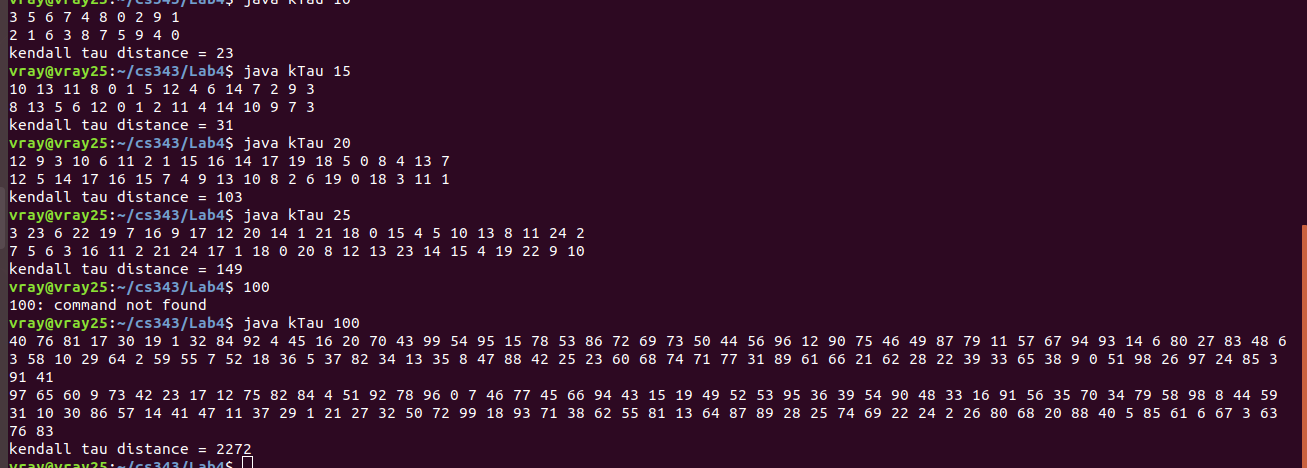 vray@vray25:~/cs343/Lab4$ java kTau 10
3 5 6 7 4 8 0 2 9 1
2 1 6 3 8 7 5 9 4 0
kendall tau distance = 23
vray@vray25:~/cs343/Lab4$ java kTau 15
10 13 11 8 0 1 5 12 4 6 14 7 2 9 3
8 13 5 6 12 0 1 2 11 4 14 10 9 7 3
kendall tau distance = 31
vray@vray25:~/cs343/Lab4$ java kTau 20
12 9 3 10 6 11 2 1 15 16 14 17 19 18 5 0 8 4 13 7
12 5 14 17 16 15 7 4 9 13 10 8 2 6 19 0 18 3 11 1
kendall tau distance = 103
vray@vray25:~/cs343/Lab4$ java kTau 25
3 23 6 22 19 7 16 9 17 12 20 14 1 21 18 0 15 4 5 10 13 8 11 24 2
7 5 6 3 16 11 2 21 24 17 1 18 0 20 8 12 13 23 14 15 4 19 22 9 10
kendall tau distance = 149
vray@vray25:~/cs343/Lab4$ 100
100: command not found
vray@vray25:~/cs343/Lab4$ java kTau 100
40 76 81 17 30 19 1 32 84 92 4 45 16 20 70 43 99 54 95 15 78 53 86 72 69 73 50 44 56 96 12 90 75 46 49 87 79 11 57 67 94 93 14 6 80 27 83 48 6
3 58 10 29 64 2 59 55 7 52 18 36 5 37 82 34 13 35 8 47 88 42 25 23 60 68 74 71 77 31 89 61 66 21 62 28 22 39 33 65 38 9 0 51 98 26 97 24 85 3
91 41
97 65 60 9 73 42 23 17 12 75 82 84 4 51 92 78 96 0 7 46 77 45 66 94 43 15 19 49 52 53 95 36 39 54 90 48 33 16 91 56 35 70 34 79 58 98 8 44 59
31 10 30 86 57 14 41 47 11 37 29 1 21 27 32 50 72 99 18 93 71 38 62 55 81 13 64 87 89 28 25 74 69 22 24 2 26 80 68 20 88 40 5 85 61 6 67 3 63
76 83
kendall tau distance = 2272
vray@vray25:~/cs343/Lab4$